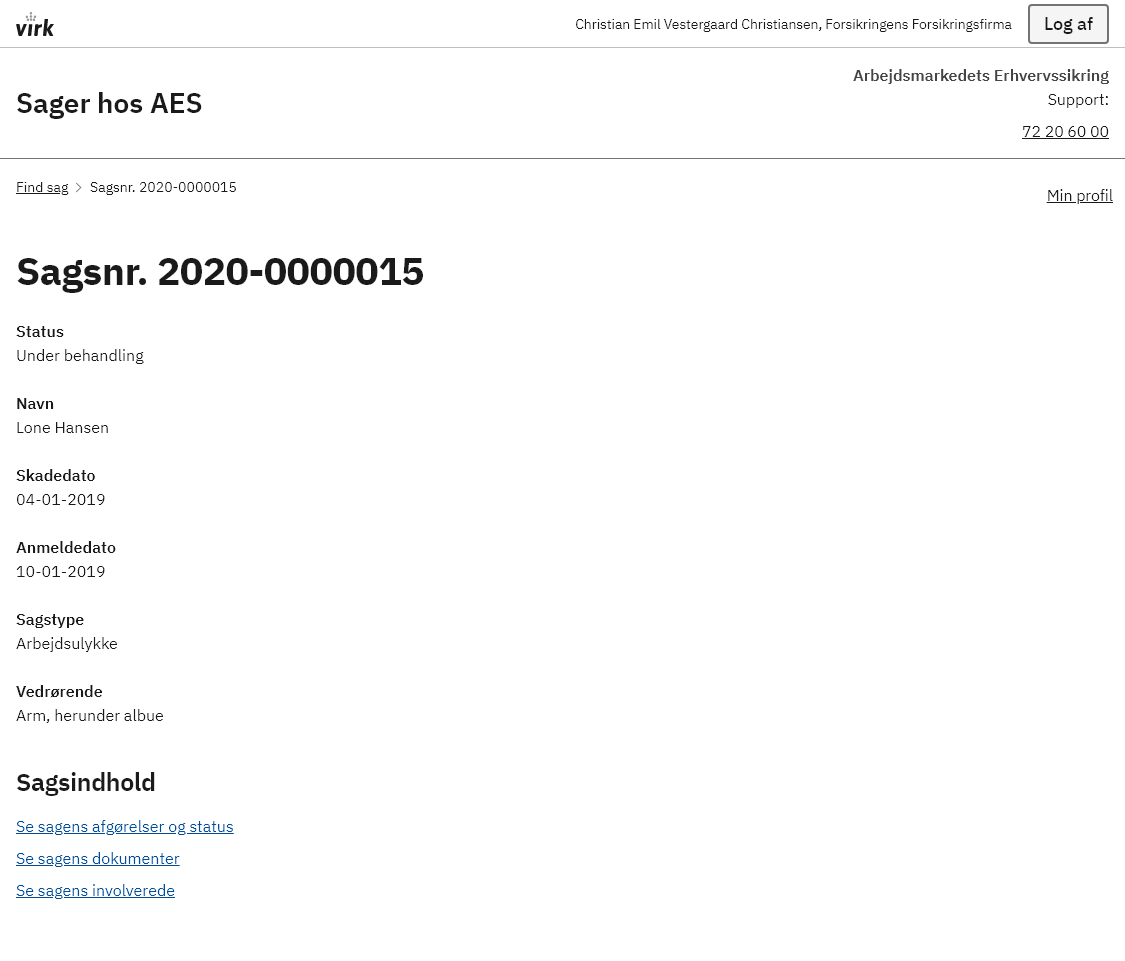 virk
Christian Emil Vestergaard Christiansen, Forsikringens Forsikringsfirma
Log af
Sager hos AES
Arbejdsmarkedets Erhvervssikring
Support:
72 20 60 00
Find sag > Sagsnr. 2020-0000015
Min profil
Sagsnr. 2020-0000015
Status
Under behandling
Navn
Lone Hansen
Skadedato
04-01-2019
Anmeldedato
10-01-2019
Sagstype
Arbejdsulykke
Vedrørende
Arm, herunder albue
Sagsindhold
Se sagens afgørelser og status
Se sagens dokumenter
Se sagens involverede